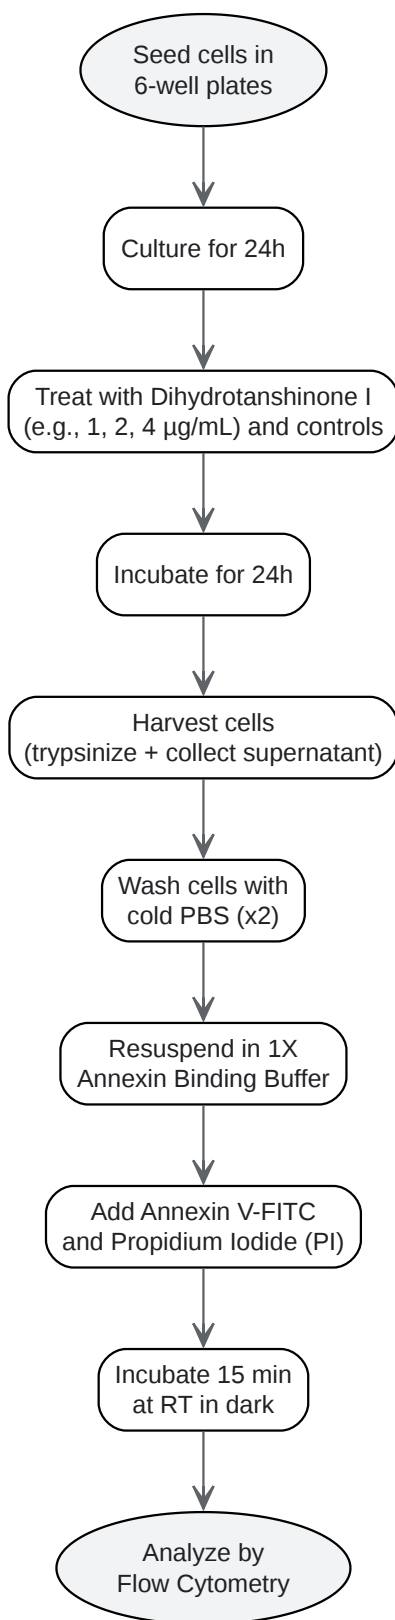 Seed cells in
6-well plates
Culture for 24h
Treat with Dihydrotanshinone I
(e.g., 1, 2, 4 µg/mL) and controls
Incubate for 24h
Harvest cells
(trypsinize + collect supernatant)
Wash cells with
cold PBS (x2)
Resuspend in 1X
Annexin Binding Buffer
Add Annexin V-FITC
and Propidium Iodide (PI)
Incubate 15 min
at RT in dark
Analyze by
Flow Cytometry